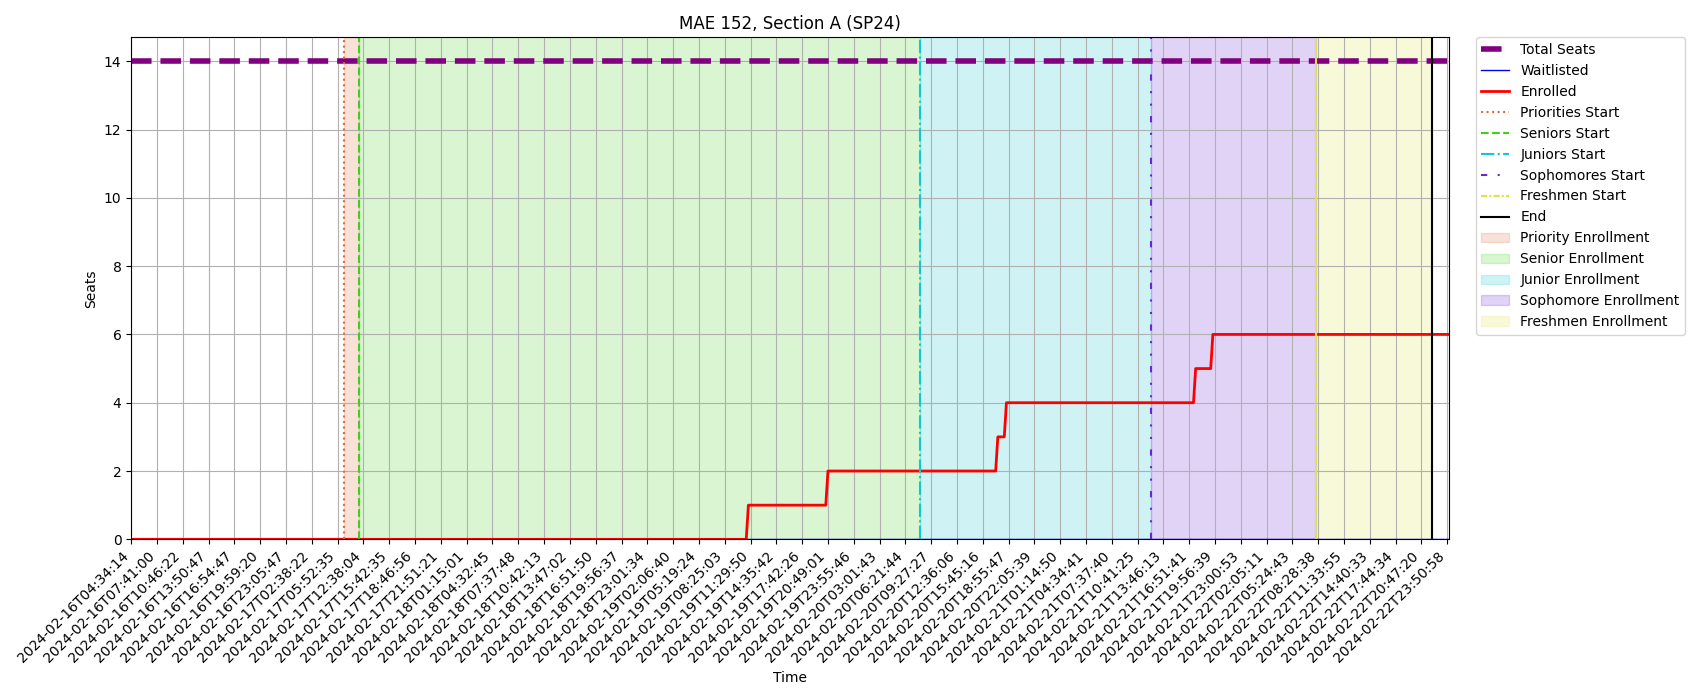 MAE 152, Section A (SP24)
Seats
14
12
10
8
6
4
2
0
2024-02-16T04:34:14
2024-02-16T07:41:00
2024-02-16T10:46:22
2024-02-16T13:50:47
2024-02-16T16:54:47
2024-02-16T19:59:20
2024-02-16T23:05:47
2024-02-17T02:38:22
2024-02-17T05:52:35
2024-02-17T12:38:04
2024-02-17T15:42:35
2024-02-17T18:46:56
2024-02-17T21:51:21
2024-02-18T01:15:01
2024-02-18T04:32:45
2024-02-18T07:37:48
2024-02-18T10:42:13
2024-02-18T13:47:02
2024-02-18T16:51:50
2024-02-18T19:56:37
2024-02-18T23:01:34
2024-02-19T02:06:40
2024-02-19T05:19:24
2024-02-19T08:25:03
2024-02-19T11:29:50
2024-02-19T14:35:42
2024-02-19T17:42:26
2024-02-19T20:49:01
2024-02-19T23:55:46
2024-02-20T03:01:43
2024-02-20T06:21:44
2024-02-20T09:27:27
2024-02-20T12:36:06
2024-02-20T15:45:16
2024-02-20T18:55:47
2024-02-20T22:05:39
2024-02-21T01:14:50
2024-02-21T04:34:41
2024-02-21T07:37:40
2024-02-21T10:41:25
2024-02-21T13:46:13
2024-02-21T16:51:41
2024-02-21T19:56:39
2024-02-21T23:00:53
2024-02-22T02:05:11
2024-02-22T05:24:43
2024-02-22T08:28:38
2024-02-22T11:33:55
2024-02-22T14:40:33
2024-02-22T17:44:34
2024-02-22T20:47:20
2024-02-22T23:50:58
Time
Total Seats
Waitlisted
Enrolled
Priorities Start
Seniors Start
Juniors Start
Sophomores Start
Freshmen Start
End
Priority Enrollment
Senior Enrollment
Junior Enrollment
Sophomore Enrollment
Freshmen Enrollment